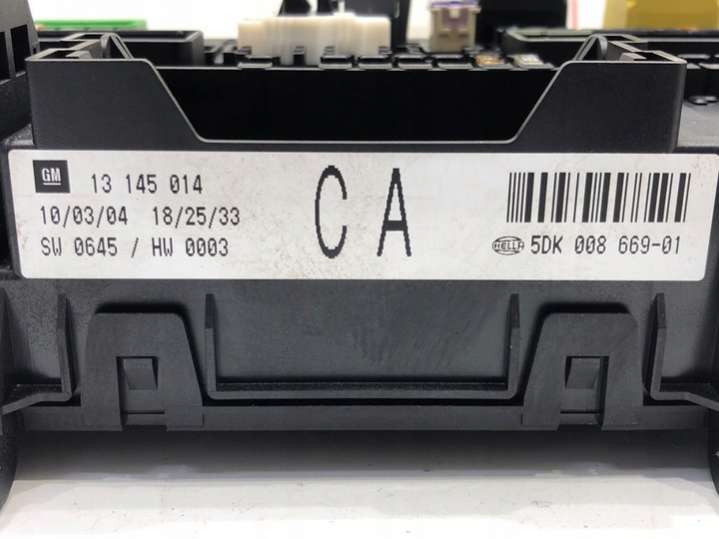 GM 13 145 014
10/03/04 18/25/33
SW 0645 / HW 0003
CA
HELLA 5DK 008 669-01